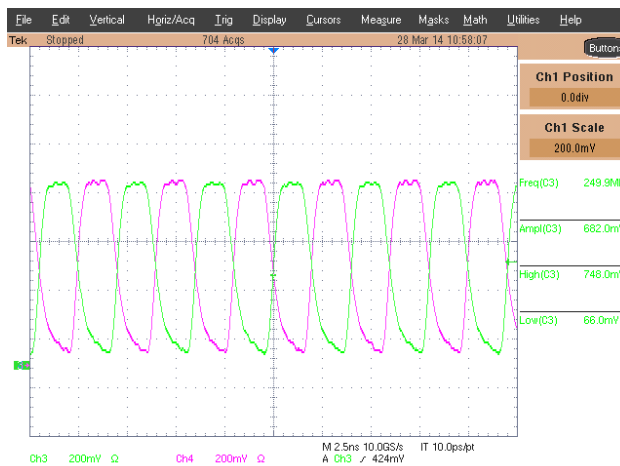 File Edit Vertical Horiz/Acq Trig Display Cursors Measure Masks Math Utilities Help
Tek Stopped 704 Acqs 28 Mar 14 10:58:07
Buttons
Ch1 Position
0.0div
Ch1 Scale
200.0mV
Freq(C3) 249.9M
Ampl(C3) 682.0m
High(C3) 748.0m
Low(C3) 66.0mV
M 2.5ns 10.0GS/s IT 10.0ps/pt
Ch3 200mV Ω Ch4 200mV Ω A Ch3 ∕ 424mV